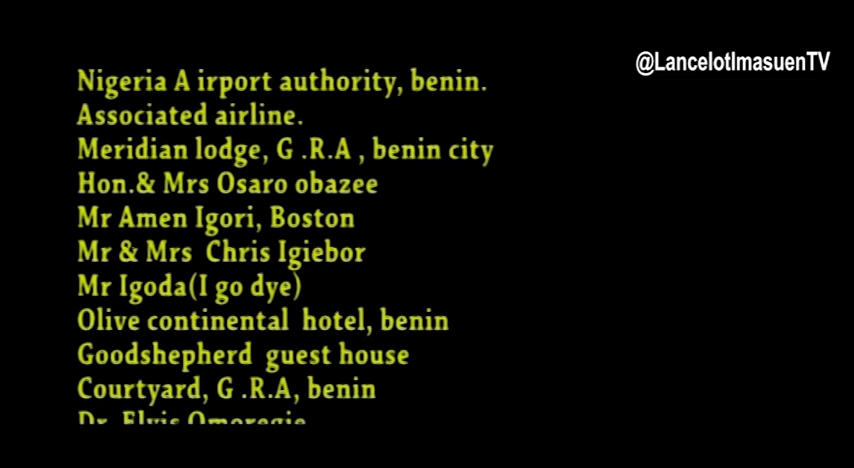 @LancelotImasuenTV
Nigeria A irport authority, benin.
Associated airline.
Meridian lodge, G .R.A , benin city
Hon.& Mrs Osaro obazee
Mr Amen Igori, Boston
Mr & Mrs  Chris Igiebor
Mr Igoda(I go dye)
Olive continental  hotel, benin
Goodshepherd  guest house
Courtyard, G .R.A, benin
Dr. Elvis Omoregie